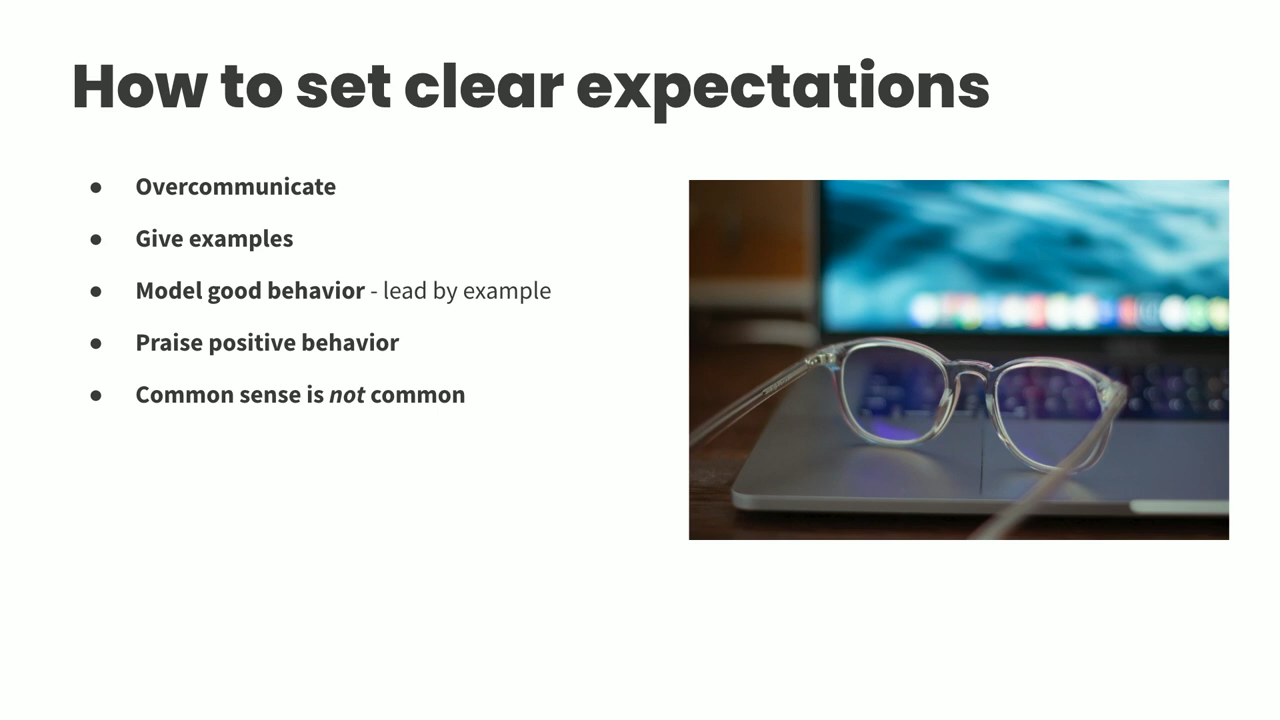 How to set clear expectations
● Overcommunicate
● Give examples
● Model good behavior - lead by example
● Praise positive behavior
● Common sense is not common